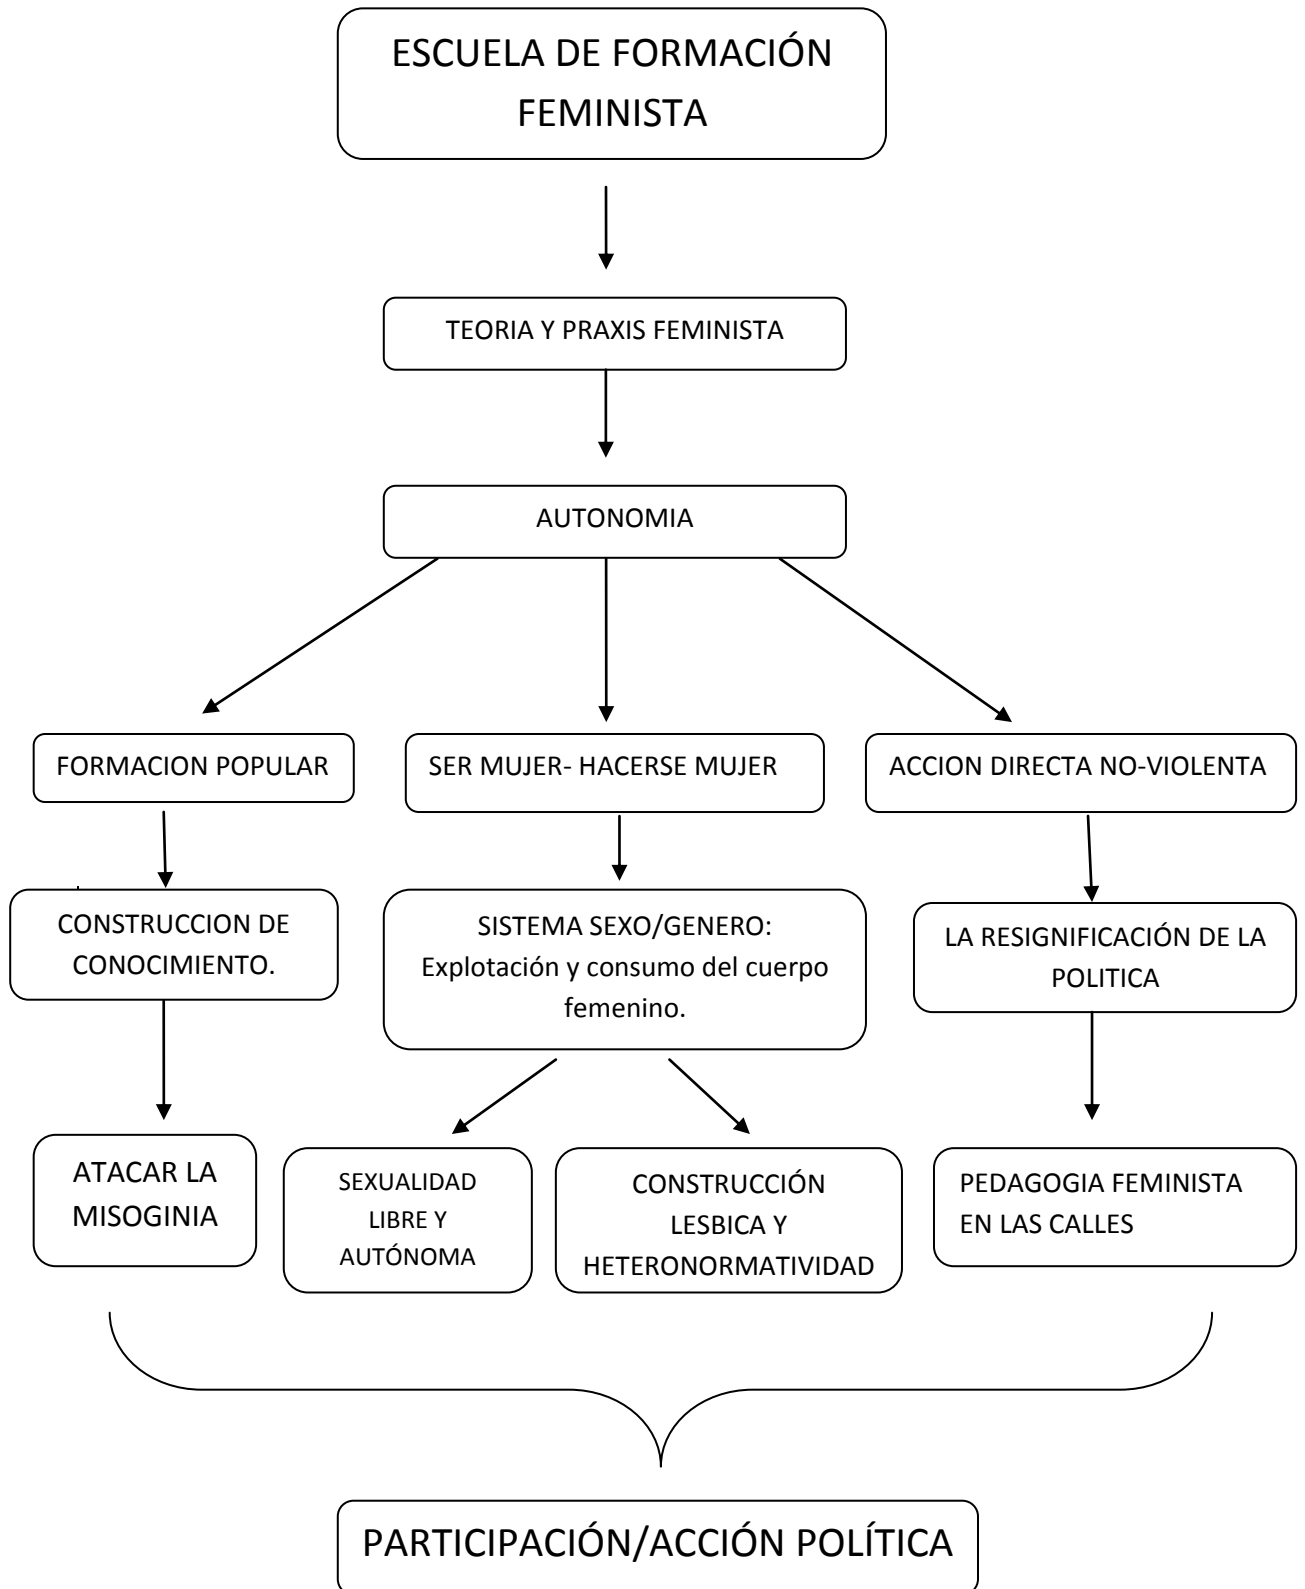 ESCUELA DE FORMACIÓN
FEMINISTA
TEORIA Y PRAXIS FEMINISTA
AUTONOMIA
FORMACION POPULAR
SER MUJER- HACERSE MUJER
ACCION DIRECTA NO-VIOLENTA
CONSTRUCCION DE
CONOCIMIENTO.
SISTEMA SEXO/GENERO:
Explotación y consumo del cuerpo
femenino.
LA RESIGNIFICACIÓN DE LA
POLITICA
ATACAR LA
MISOGINIA
SEXUALIDAD
LIBRE Y
AUTÓNOMA
CONSTRUCCIÓN
LESBICA Y
HETERONORMATIVIDAD
PEDAGOGIA FEMINISTA
EN LAS CALLES
PARTICIPACIÓN/ACCIÓN POLÍTICA